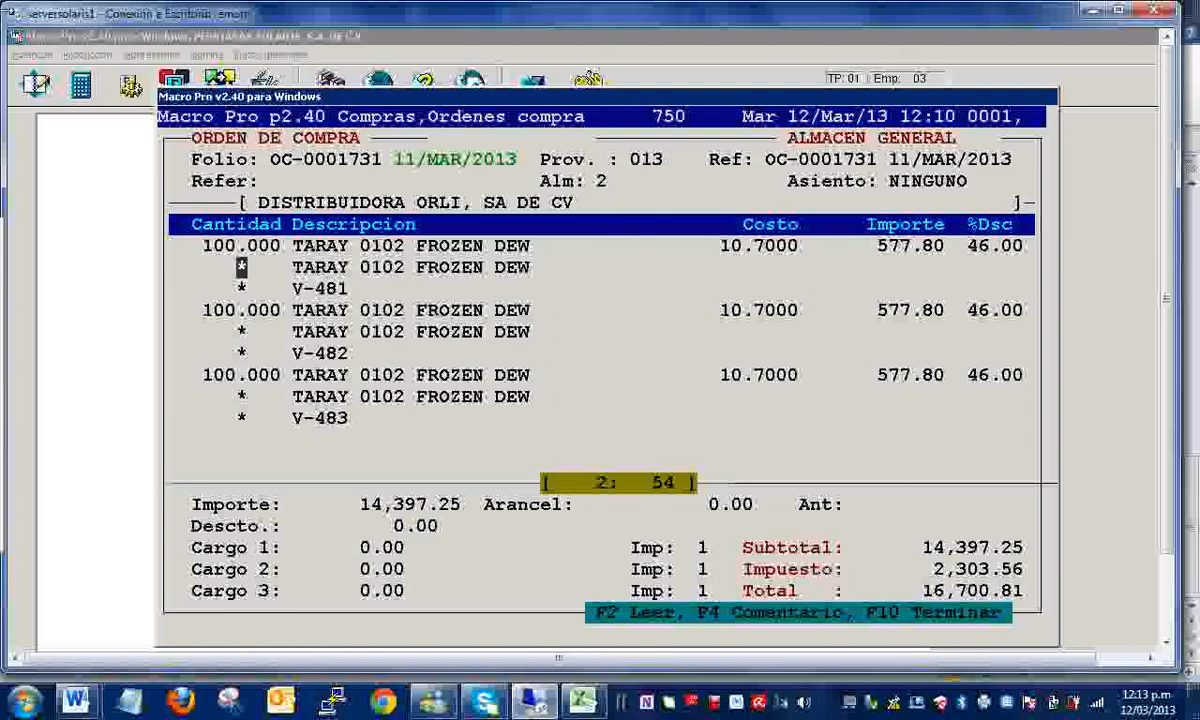 serversolaris1 - Conexión a Escritorio remoto
TP: 01 Emp: 03
Macro Pro v2.40 para Windows
Macro Pro p2.40 Compras,Ordenes compra 750 Mar 12/Mar/13 12:10 0001,
ORDEN DE COMPRA ALMACEN GENERAL
Folio: OC-0001731 11/MAR/2013 Prov. : 013 Ref: OC-0001731 11/MAR/2013
Refer: Alm: 2 Asiento: NINGUNO
[ DISTRIBUIDORA ORLI, SA DE CV ]
Cantidad Descripcion Costo Importe %Dsc
100.000 TARAY 0102 FROZEN DEW 10.7000 577.80 46.00
* TARAY 0102 FROZEN DEW
* V-481
100.000 TARAY 0102 FROZEN DEW 10.7000 577.80 46.00
* TARAY 0102 FROZEN DEW
* V-482
100.000 TARAY 0102 FROZEN DEW 10.7000 577.80 46.00
* TARAY 0102 FROZEN DEW
* V-483
[ 2: 54 ]
Importe: 14,397.25 Arancel: 0.00 Ant:
Descto.: 0.00
Cargo 1: 0.00 Imp: 1 Subtotal: 14,397.25
Cargo 2: 0.00 Imp: 1 Impuesto: 2,303.56
Cargo 3: 0.00 Imp: 1 Total : 16,700.81
F2 Leer, F4 Comentario, F10 Terminar
12:13 p.m.
12/03/2013